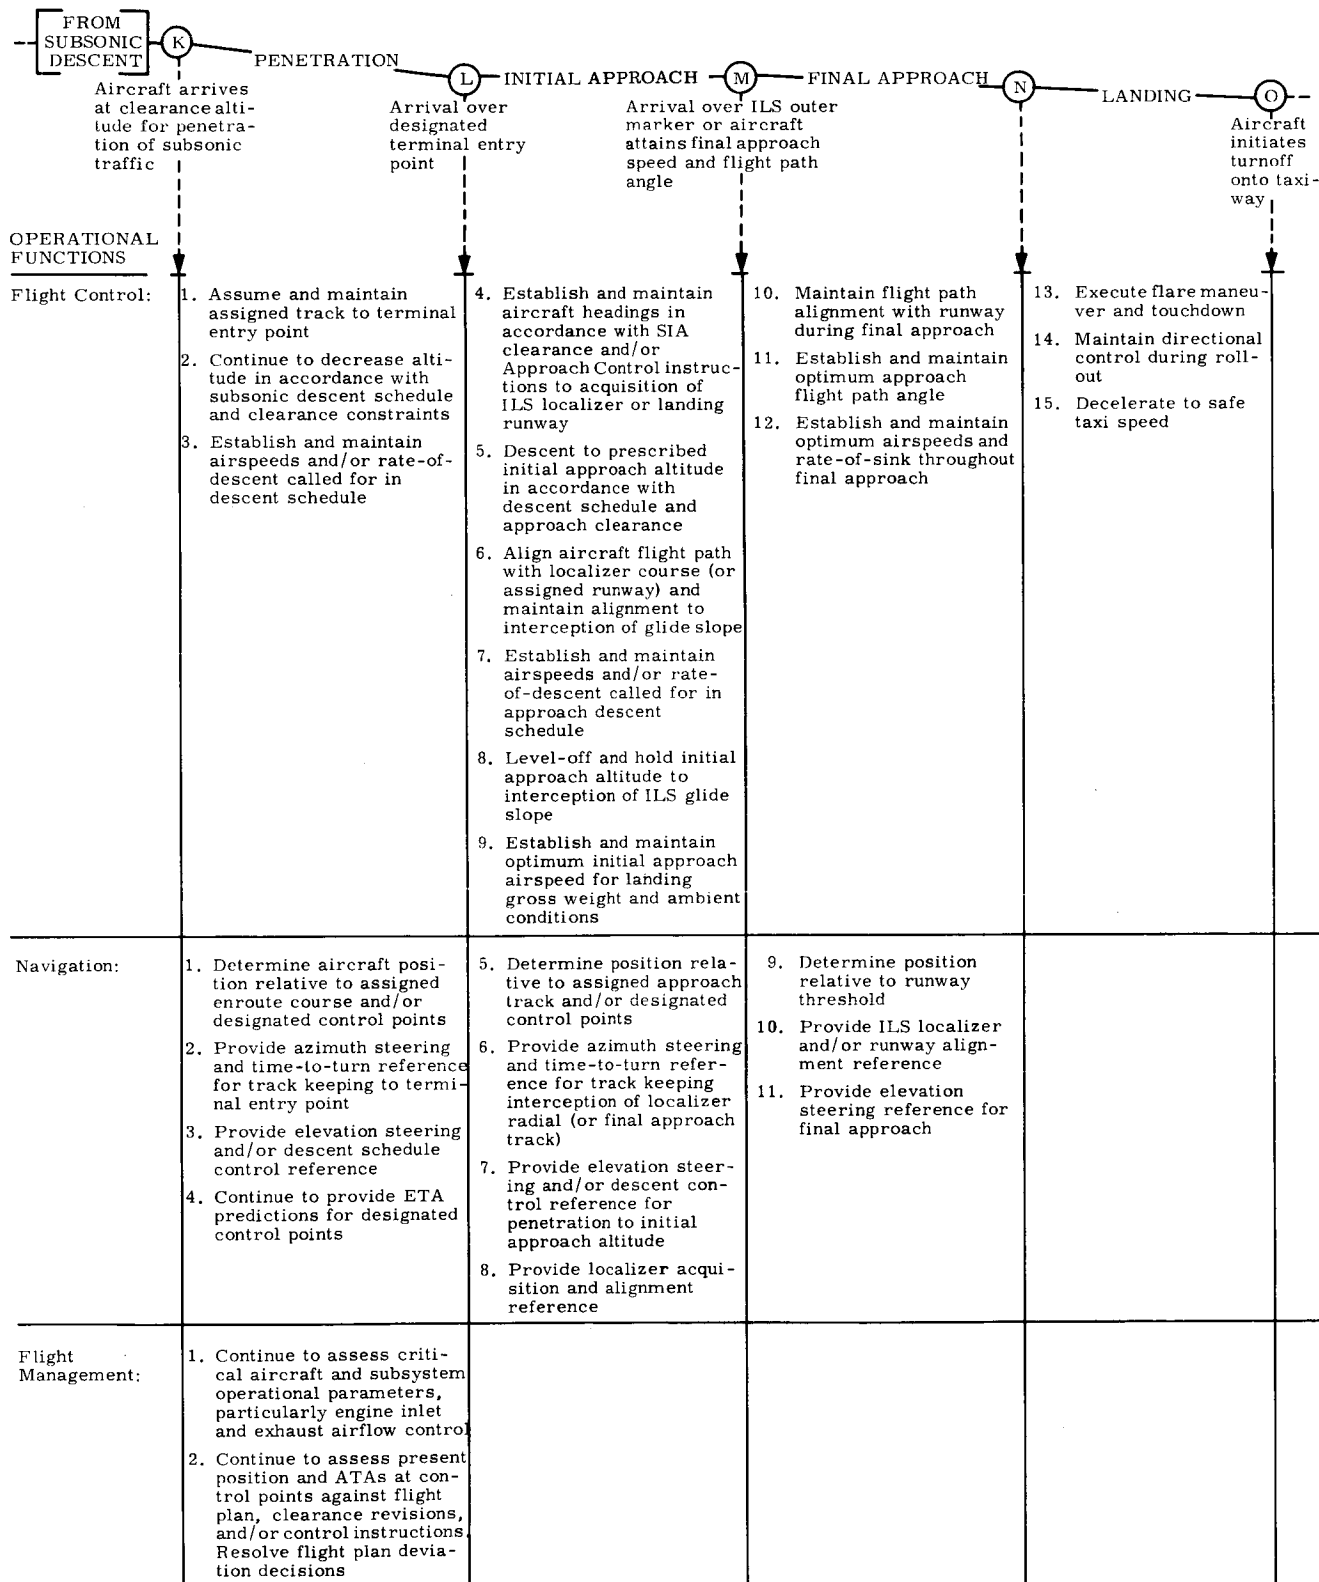 FROM
SUBSONIC
DESCENT
K
PENETRATION
L
INITIAL APPROACH
M
FINAL APPROACH
N
LANDING
O
Aircraft arrives
at clearance alti-
tude for penetra-
tion of subsonic
traffic
Arrival over
designated
terminal entry
point
Arrival over ILS outer
marker or aircraft
attains final approach
speed and flight path
angle
Aircraft
initiates
turnoff
onto taxi-
way
OPERATIONAL
FUNCTIONS
Flight Control:
1. Assume and maintain
assigned track to terminal
entry point
2. Continue to decrease alti-
tude in accordance with
subsonic descent schedule
and clearance constraints
3. Establish and maintain
airspeeds and/or rate-of-
descent called for in
descent schedule
4. Establish and maintain
aircraft headings in
accordance with SIA
clearance and/or
Approach Control instruc-
tions to acquisition of
ILS localizer or landing
runway
5. Descent to prescribed
initial approach altitude
in accordance with
descent schedule and
approach clearance
6. Align aircraft flight path
with localizer course (or
assigned runway) and
maintain alignment to
interception of glide slope
7. Establish and maintain
airspeeds and/or rate-
of-descent called for in
approach descent
schedule
8. Level-off and hold initial
approach altitude to
interception of ILS glide
slope
9. Establish and maintain
optimum initial approach
airspeed for landing
gross weight and ambient
conditions
10. Maintain flight path
alignment with runway
during final approach
11. Establish and maintain
optimum approach
flight path angle
12. Establish and maintain
optimum airspeeds and
rate-of-sink throughout
final approach
13. Execute flare maneu-
ver and touchdown
14. Maintain directional
control during roll-
out
15. Decelerate to safe
taxi speed
Navigation:
1. Determine aircraft posi-
tion relative to assigned
enroute course and/or
designated control points
2. Provide azimuth steering
and time-to-turn reference
for track keeping to termi-
nal entry point
3. Provide elevation steering
and/or descent schedule
control reference
4. Continue to provide ETA
predictions for designated
control points
5. Determine position rela-
tive to assigned approach
track and/or designated
control points
6. Provide azimuth steering
and time-to-turn refer-
ence for track keeping
interception of localizer
radial (or final approach
track)
7. Provide elevation steer-
ing and/or descent con-
trol reference for
penetration to initial
approach altitude
8. Provide localizer acqui-
sition and alignment
reference
9. Determine position
relative to runway
threshold
10. Provide ILS localizer
and/or runway align-
ment reference
11. Provide elevation
steering reference for
final approach
Flight
Management:
1. Continue to assess criti-
cal aircraft and subsystem
operational parameters,
particularly engine inlet
and exhaust airflow control
2. Continue to assess present
position and ATAs at con-
trol points against flight
plan, clearance revisions,
and/or control instructions.
Resolve flight plan devia-
tion decisions